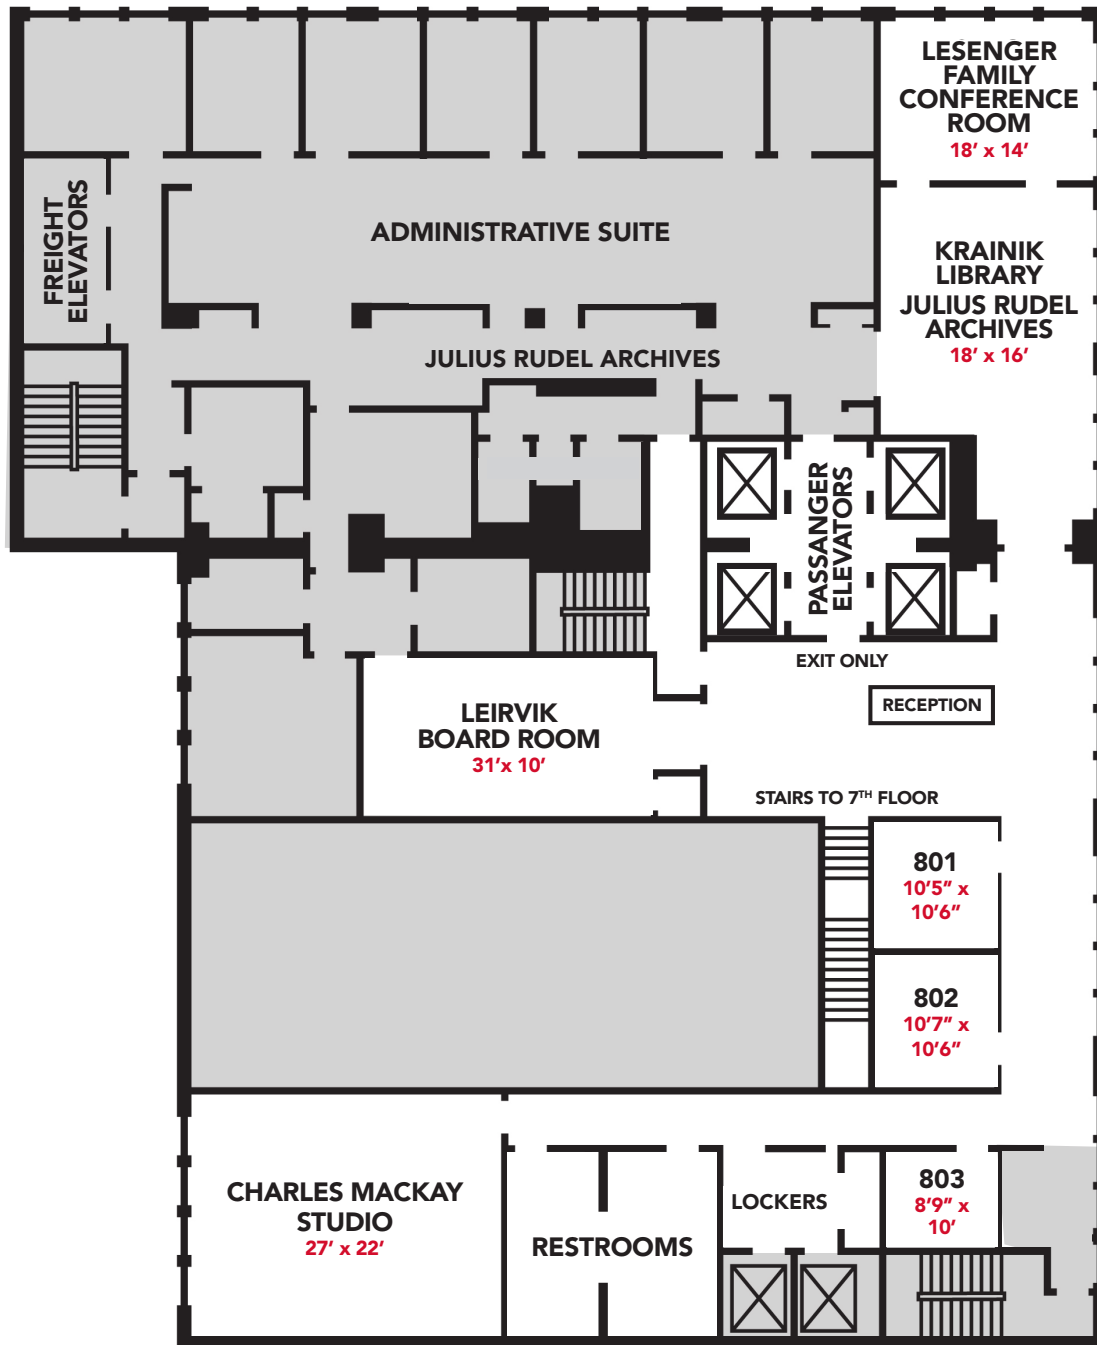 LESENGER
FAMILY
CONFERENCE
ROOM
18’ x 14’
FREIGHT
ELEVATORS
ADMINISTRATIVE SUITE
KRAINIK
LIBRARY
JULIUS RUDEL
ARCHIVES
18’ x 16’
JULIUS RUDEL ARCHIVES
PASSANGER
ELEVATORS
EXIT ONLY
RECEPTION
LEIRVIK
BOARD ROOM
31’x 10’
STAIRS TO 7TH FLOOR
801
10’5” x
10’6”
802
10’7” x
10’6”
CHARLES MACKAY
STUDIO
27’ x 22’
RESTROOMS
LOCKERS
803
8’9” x
10’